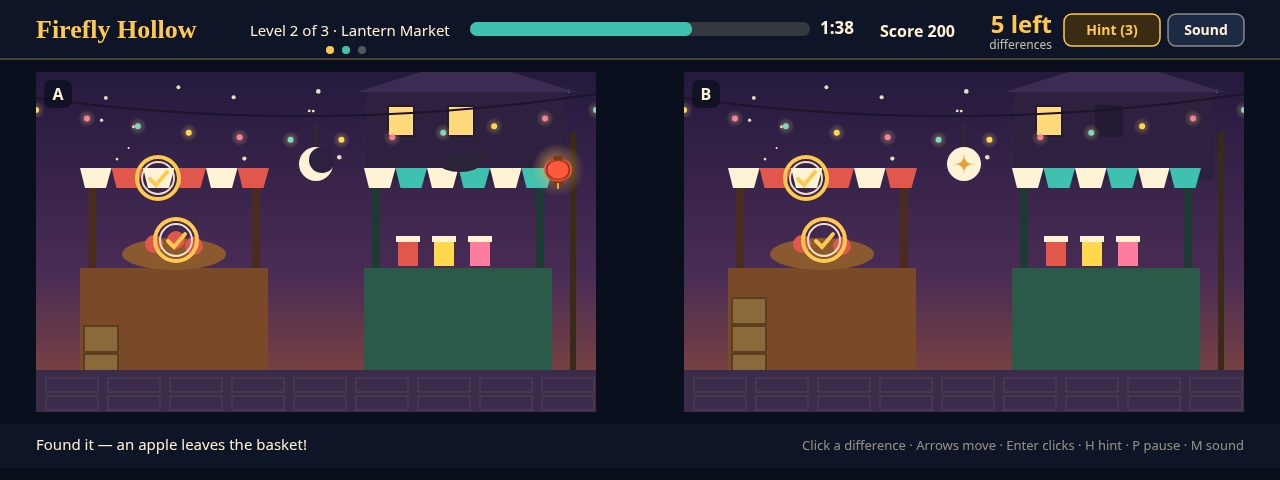 Firefly Hollow
Level 2 of 3 · Lantern Market
1:38
Score 200
5 left
differences
Hint (3)
Sound
A
B
Found it — an apple leaves the basket!
Click a difference · Arrows move · Enter clicks · H hint · P pause · M sound